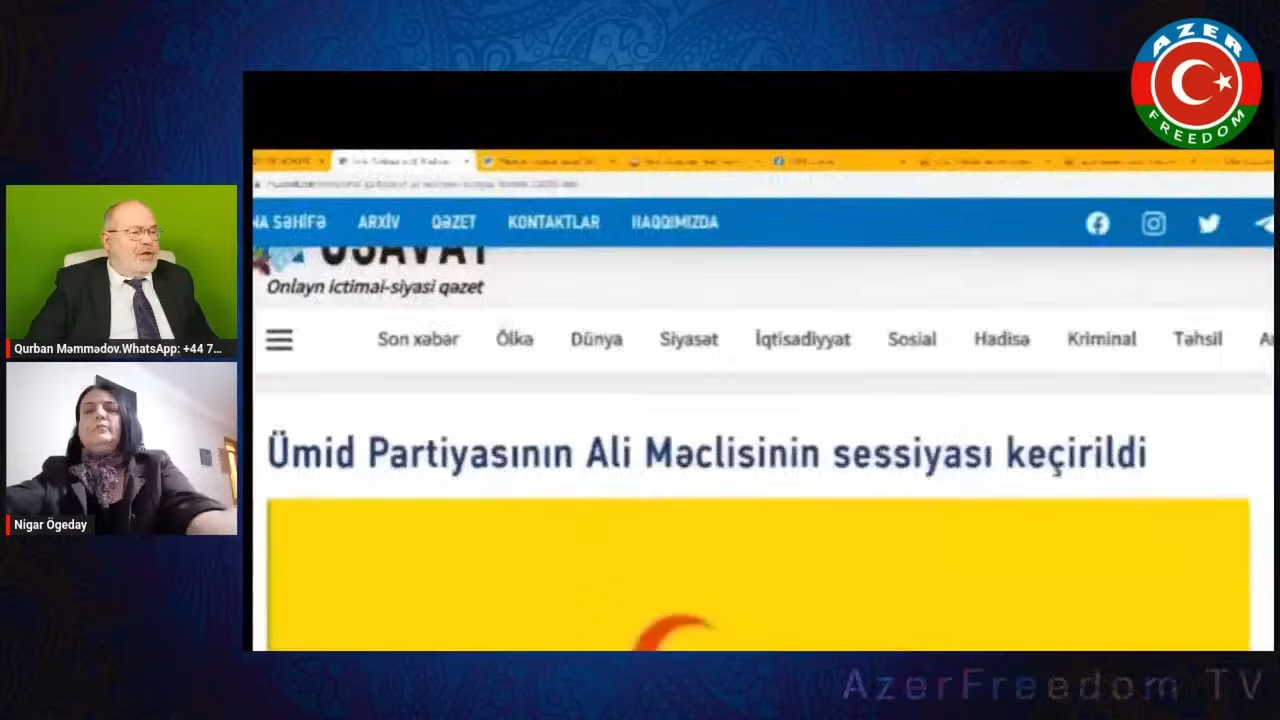 AZER
FREEDOM
NA SƏHİFƏ ARXİV QƏZET KONTAKTLAR HAQQIMIZDA
Onlayn ictimai-siyasi qəzet
Son xəbər Ölkə Dünya Siyasət İqtisadiyyat Sosial Hadisə Kriminal Təhsil
Ümid Partiyasının Ali Məclisinin sessiyası keçirildi
Qurban Məmmədov.WhatsApp: +44 7...
Nigar Ögeday
AzerFreedom TV